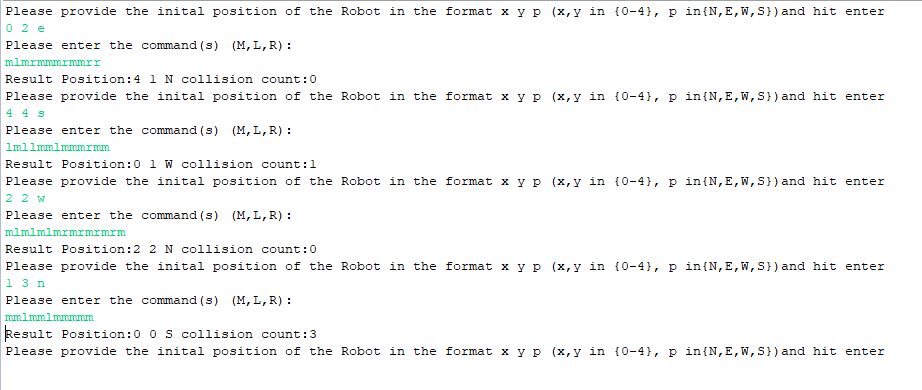 Please provide the inital position of the Robot in the format x y p (x,y in {0-4}, p in{N,E,W,S})and hit enter
0 2 e
Please enter the command(s) (M,L,R):
mlmrmmmrmmrr
Result Position:4 1 N collision count:0
Please provide the inital position of the Robot in the format x y p (x,y in {0-4}, p in{N,E,W,S})and hit enter
4 4 s
Please enter the command(s) (M,L,R):
lmllmmlmmmrmm
Result Position:0 1 W collision count:1
Please provide the inital position of the Robot in the format x y p (x,y in {0-4}, p in{N,E,W,S})and hit enter
2 2 w
Please enter the command(s) (M,L,R):
mlmlmlmrmrmrmrm
Result Position:2 2 N collision count:0
Please provide the inital position of the Robot in the format x y p (x,y in {0-4}, p in{N,E,W,S})and hit enter
1 3 n
Please enter the command(s) (M,L,R):
mmlmmlmmmmm
Result Position:0 0 S collision count:3
Please provide the inital position of the Robot in the format x y p (x,y in {0-4}, p in{N,E,W,S})and hit enter